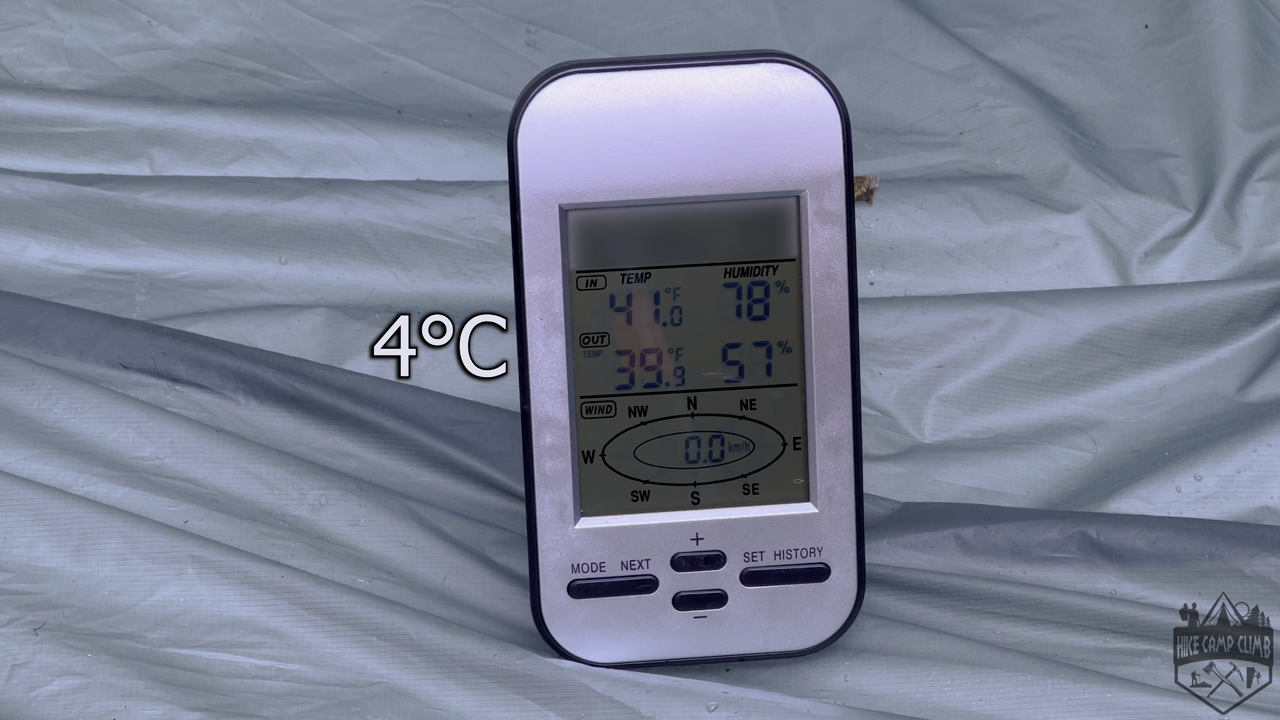 4°C
IN TEMP HUMIDITY
41.0°F 78%
OUT
TEMP
39.9°F 57%
WIND
NW N NE
W 0.0 km/h E
SW S SE
+
MODE NEXT SET HISTORY
−
HIKE CAMP CLIMB